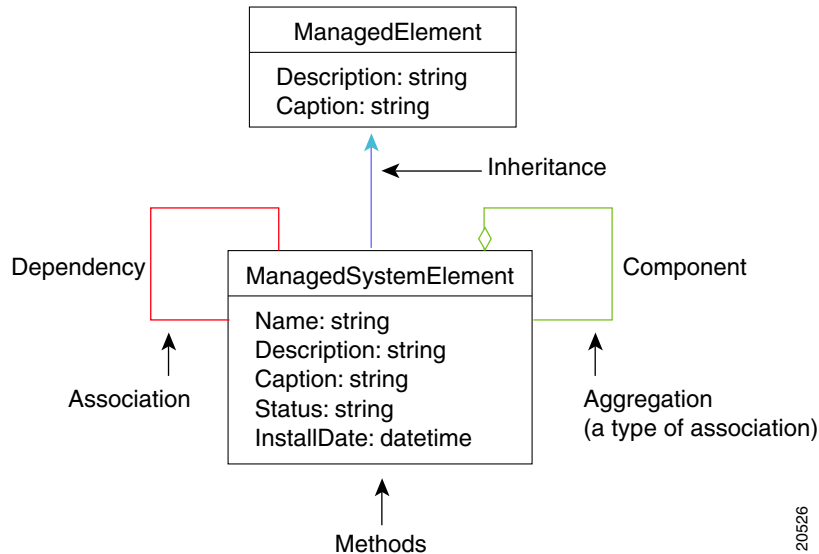 ManagedElement
Description: string
Caption: string
Inheritance
Dependency
ManagedSystemElement
Component
Name: string
Description: string
Caption: string
Status: string
InstallDate: datetime
Association
Aggregation
(a type of association)
Methods
20526